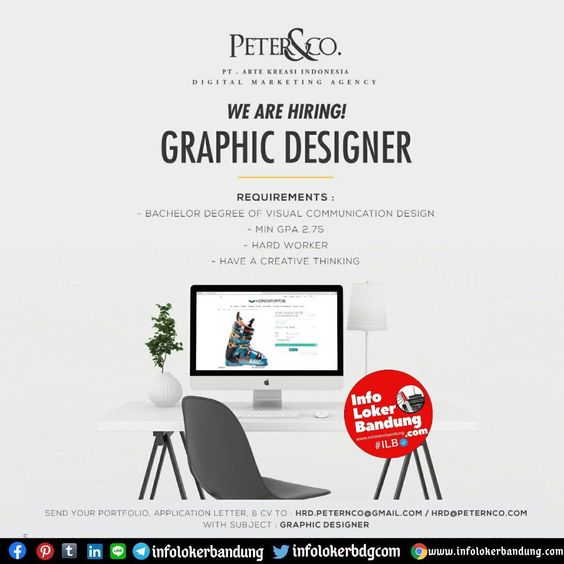 PETER&CO.
PT . ARTE KREASI INDONESIA
DIGITAL MARKETING AGENCY
WE ARE HIRING!
GRAPHIC DESIGNER
REQUIREMENTS :
- BACHELOR DEGREE OF VISUAL COMMUNICATION DESIGN
- MIN GPA 2.75
- HARD WORKER
- HAVE A CREATIVE THINKING
Info
Loker
Bandung
.com
www.infolokerbandung
#ILB
SEND YOUR PORTFOLIO, APPLICATION LETTER, & CV TO : HRD.PETERNCO@GMAIL.COM / HRD@PETERNCO.COM
WITH SUBJECT : GRAPHIC DESIGNER
infolokerbandung infolokerbdgcom www.infolokerbandung.com